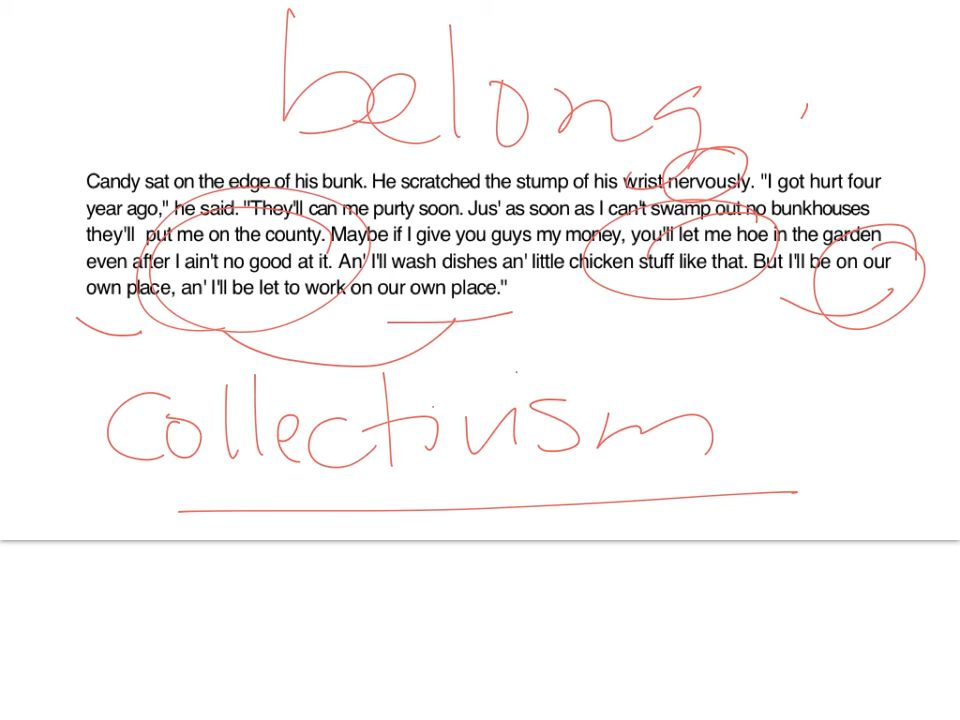 belong
Candy sat on the edge of his bunk. He scratched the stump of his wrist nervously. "I got hurt four
year ago," he said. "They'll can me purty soon. Jus' as soon as I can't swamp out no bunkhouses
they'll  put me on the county. Maybe if I give you guys my money, you'll let me hoe in the garden
even after I ain't no good at it. An' I'll wash dishes an' little chicken stuff like that. But I'll be on our
own place, an' I'll be let to work on our own place."
collectivism